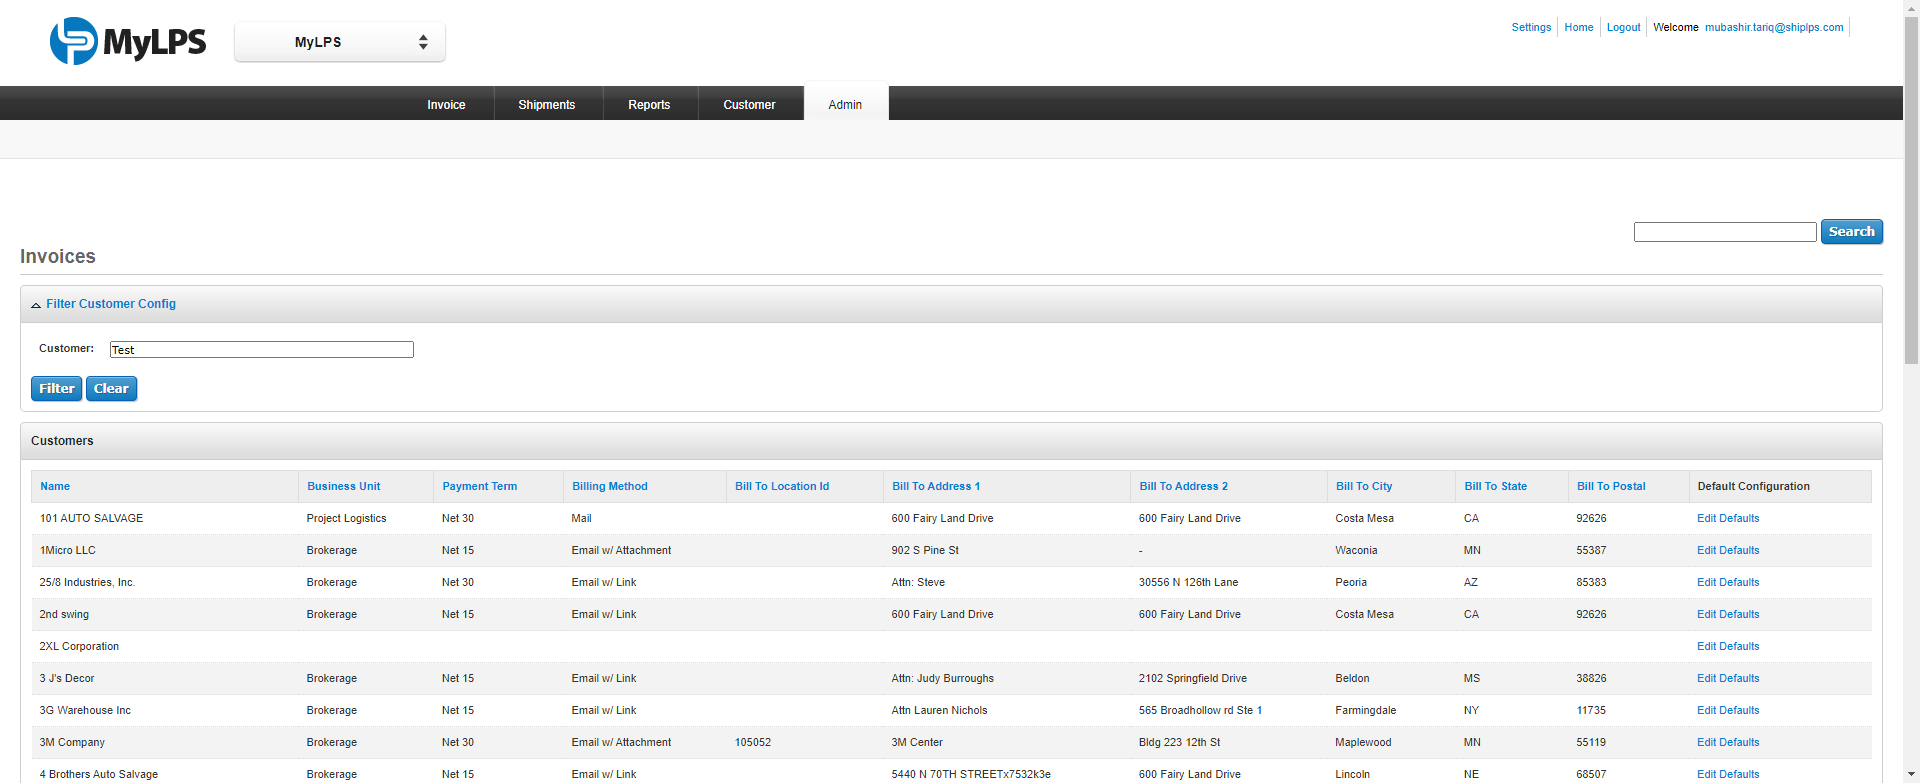 MyLPS
MyLPS
Settings Home Logout Welcome mubashir.tariq@shiplps.com
Invoice Shipments Reports Customer Admin
Search
Invoices
Filter Customer Config
Customer: Test
Filter Clear
Customers
Name Business Unit Payment Term Billing Method Bill To Location Id Bill To Address 1 Bill To Address 2 Bill To City Bill To State Bill To Postal Default Configuration
101 AUTO SALVAGE Project Logistics Net 30 Mail 600 Fairy Land Drive 600 Fairy Land Drive Costa Mesa CA 92626 Edit Defaults
1Micro LLC Brokerage Net 15 Email w/ Attachment 902 S Pine St - Waconia MN 55387 Edit Defaults
25/8 Industries, Inc. Brokerage Net 30 Email w/ Link Attn: Steve 30556 N 126th Lane Peoria AZ 85383 Edit Defaults
2nd swing Brokerage Net 15 Email w/ Link 600 Fairy Land Drive 600 Fairy Land Drive Costa Mesa CA 92626 Edit Defaults
2XL Corporation Edit Defaults
3 J's Decor Brokerage Net 15 Email w/ Link Attn: Judy Burroughs 2102 Springfield Drive Beldon MS 38826 Edit Defaults
3G Warehouse Inc Brokerage Net 15 Email w/ Link Attn Lauren Nichols 565 Broadhollow rd Ste 1 Farmingdale NY 11735 Edit Defaults
3M Company Brokerage Net 30 Email w/ Attachment 105052 3M Center Bldg 223 12th St Maplewood MN 55119 Edit Defaults
4 Brothers Auto Salvage Brokerage Net 15 Email w/ Link 5440 N 70TH STREETx7532k3e 600 Fairy Land Drive Lincoln NE 68507 Edit Defaults